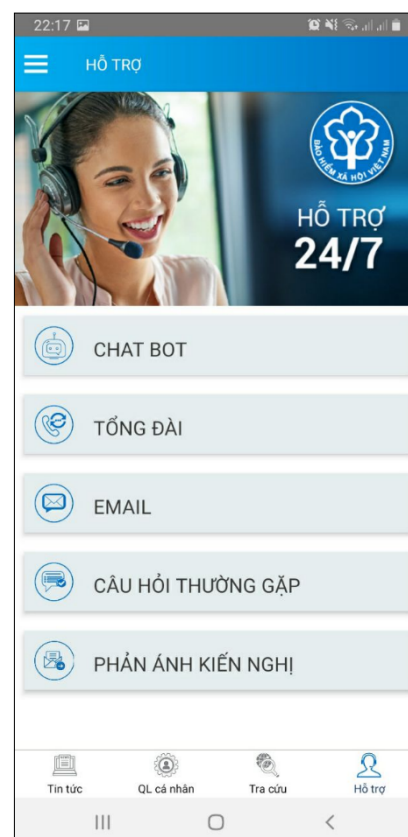 22:17
HỖ TRỢ
BẢO HIỂM XÃ HỘI VIỆT NAM
HỖ TRỢ
24/7
CHAT BOT
TỔNG ĐÀI
EMAIL
CÂU HỎI THƯỜNG GẶP
PHẢN ÁNH KIẾN NGHỊ
Tin tức
QL cá nhân
Tra cứu
Hỗ trợ